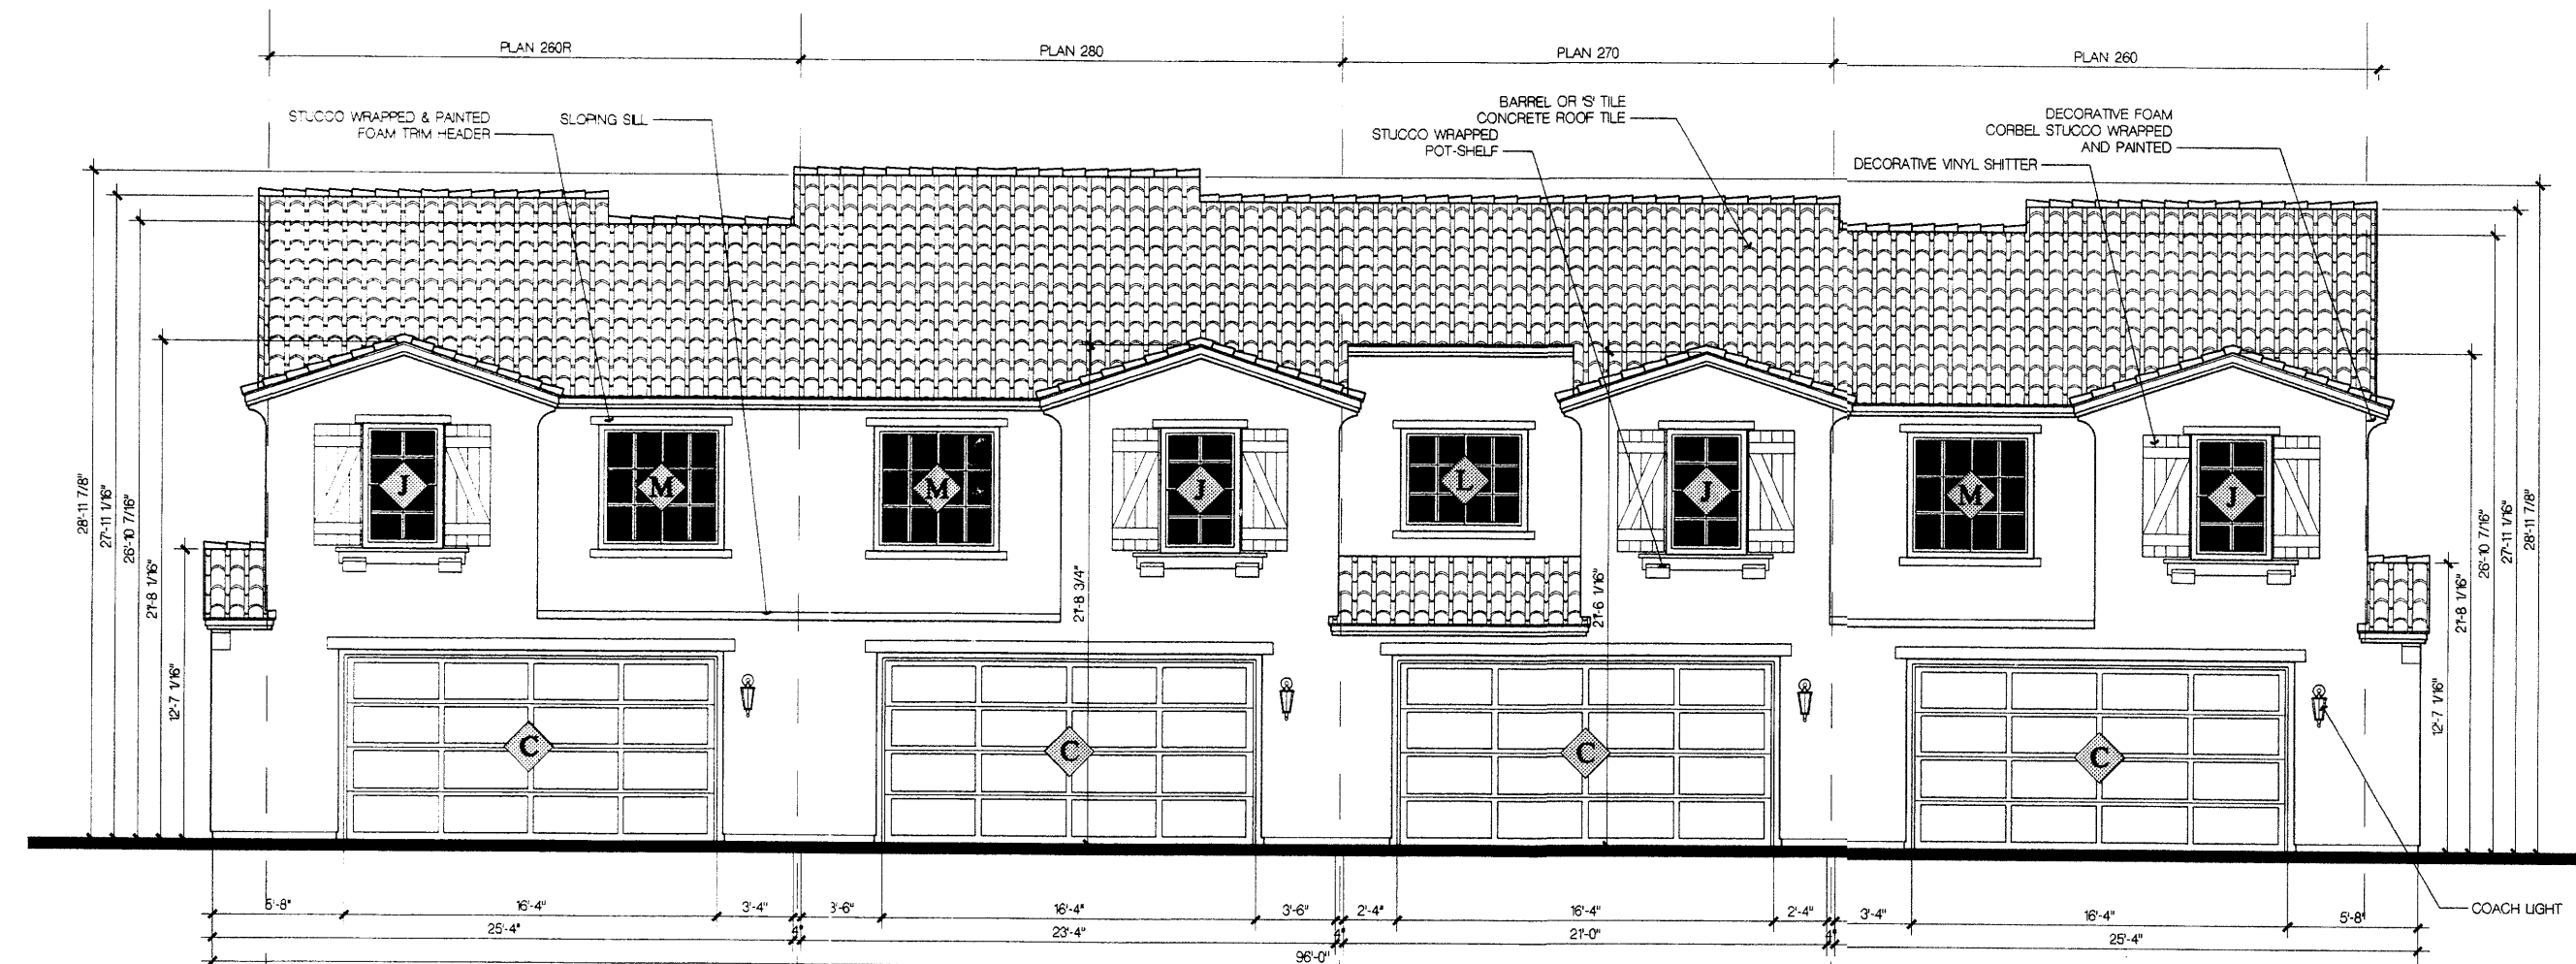 PLAN 260R
PLAN 280
PLAN 270
PLAN 260
STUCCO WRAPPED & PAINTED
FOAM TRIM HEADER
SLOPING SILL
BARREL OR 'S' TILE
CONCRETE ROOF TILE
STUCCO WRAPPED
POT-SHELF
DECORATIVE FOAM
CORBEL STUCCO WRAPPED
AND PAINTED
DECORATIVE VINYL SHITTER
28'-11 7/8"
27'-11 1/16"
26'-10 7/16"
21'-8 1/16"
12'-7 1/16"
J
M
M
J
L
J
M
J
21'-8 3/4"
21'-6 1/16"
C
C
C
C
12'-7 1/16"
21'-8 1/16"
26'-10 7/16"
27'-11 1/16"
28'-11 7/8"
COACH LIGHT
5'-8" 16'-4" 3'-4" 3'-6" 16'-4" 3'-6" 2'-4" 16'-4" 2'-4" 3'-4" 16'-4" 5'-8"
25'-4" 4" 23'-4" 4" 21'-0" 4" 25'-4"
96'-0"